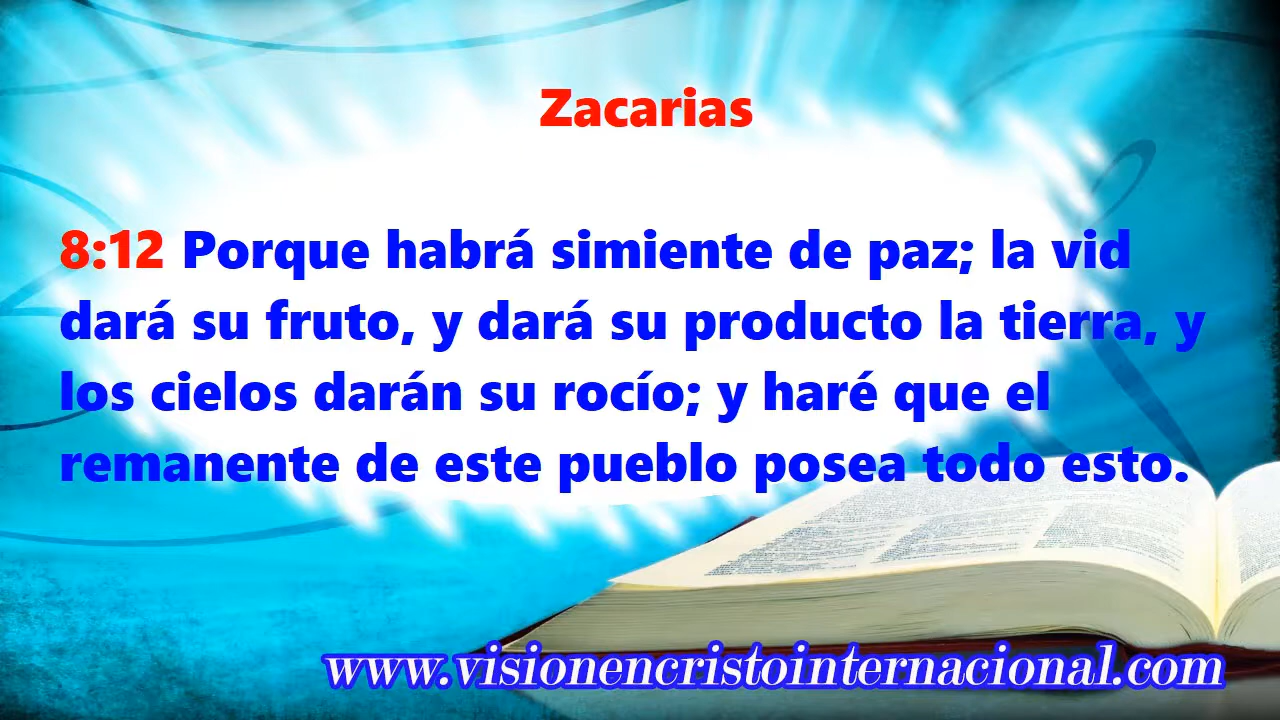 Zacarias
8:12 Porque habrá simiente de paz; la vid
dará su fruto, y dará su producto la tierra, y
los cielos darán su rocío; y haré que el
remanente de este pueblo posea todo esto.
www.visionencristointernacional.com